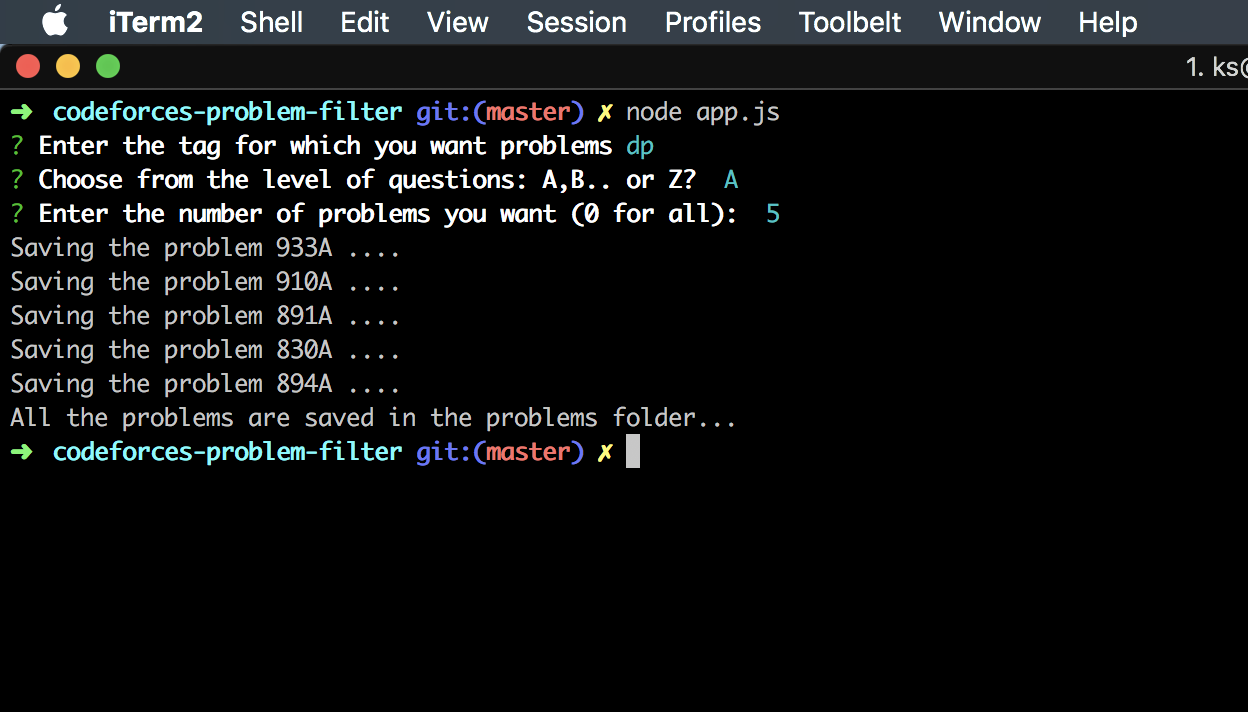 iTerm2 Shell Edit View Session Profiles Toolbelt Window Help
1. ks@
➜ codeforces-problem-filter git:(master) ✗ node app.js
? Enter the tag for which you want problems dp
? Choose from the level of questions: A,B.. or Z? A
? Enter the number of problems you want (0 for all): 5
Saving the problem 933A ....
Saving the problem 910A ....
Saving the problem 891A ....
Saving the problem 830A ....
Saving the problem 894A ....
All the problems are saved in the problems folder...
➜ codeforces-problem-filter git:(master) ✗